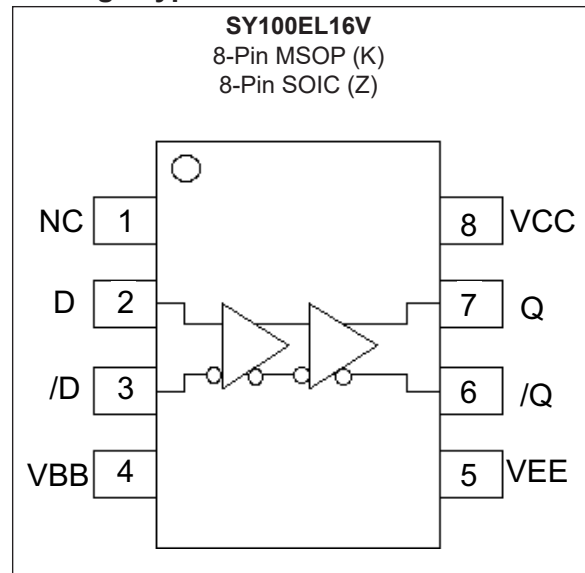 SY100EL16V
8-Pin MSOP (K)
8-Pin SOIC (Z)
NC 1
8 VCC
D 2
7 Q
/D 3
6 /Q
VBB 4
5 VEE